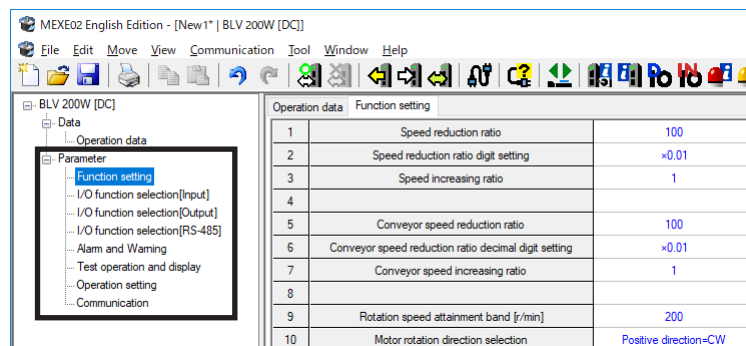 MEXE02 English Edition - [New1* | BLV 200W [DC]]
File Edit Move View Communication Tool Window Help
BLV 200W [DC]
Data
Operation data
Parameter
Function setting
I/O function selection[Input]
I/O function selection[Output]
I/O function selection[RS-485]
Alarm and Warning
Test operation and display
Operation setting
Communication
Operation data Function setting
1 Speed reduction ratio 100
2 Speed reduction ratio digit setting ×0.01
3 Speed increasing ratio 1
4
5 Conveyor speed reduction ratio 100
6 Conveyor speed reduction ratio decimal digit setting ×0.01
7 Conveyor speed increasing ratio 1
8
9 Rotation speed attainment band [r/min] 200
10 Motor rotation direction selection Positive direction=CW